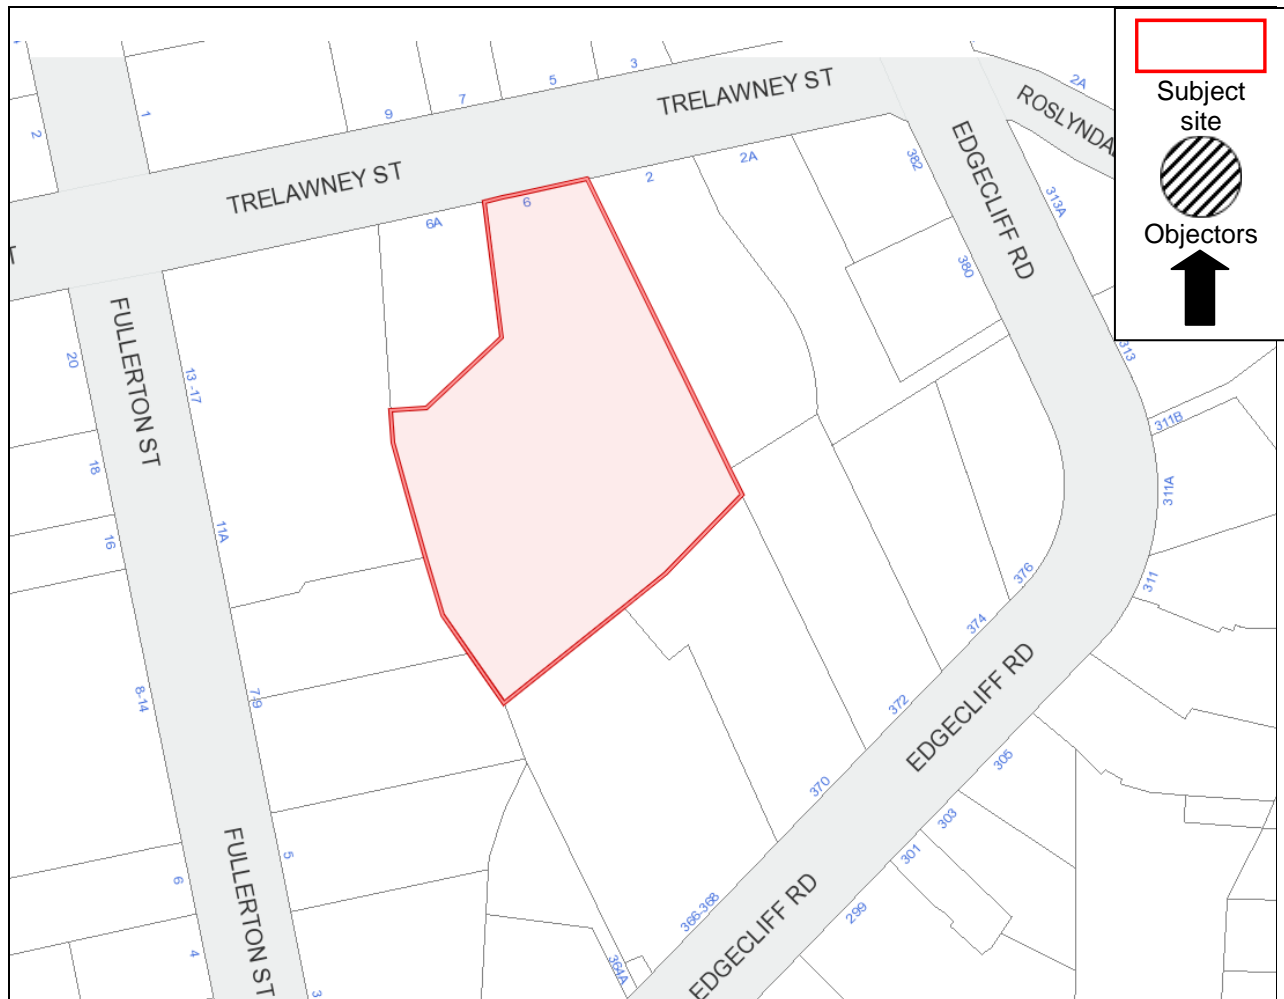 Subject
site
Objectors
TRELAWNEY ST
TRELAWNEY ST
ROSLYNDA
EDGECLIFF RD
FULLERTON ST
EDGECLIFF RD
EDGECLIFF RD
FULLERTON ST
T
2
1
9
7
5
3
2A
6A
6
2
2A
382
313A
380
313
311B
311A
311
20
13 -17
18
16
11A
8-14
7-9
376
374
372
370
305
303
301
299
366-368
364A
6
5
4
3